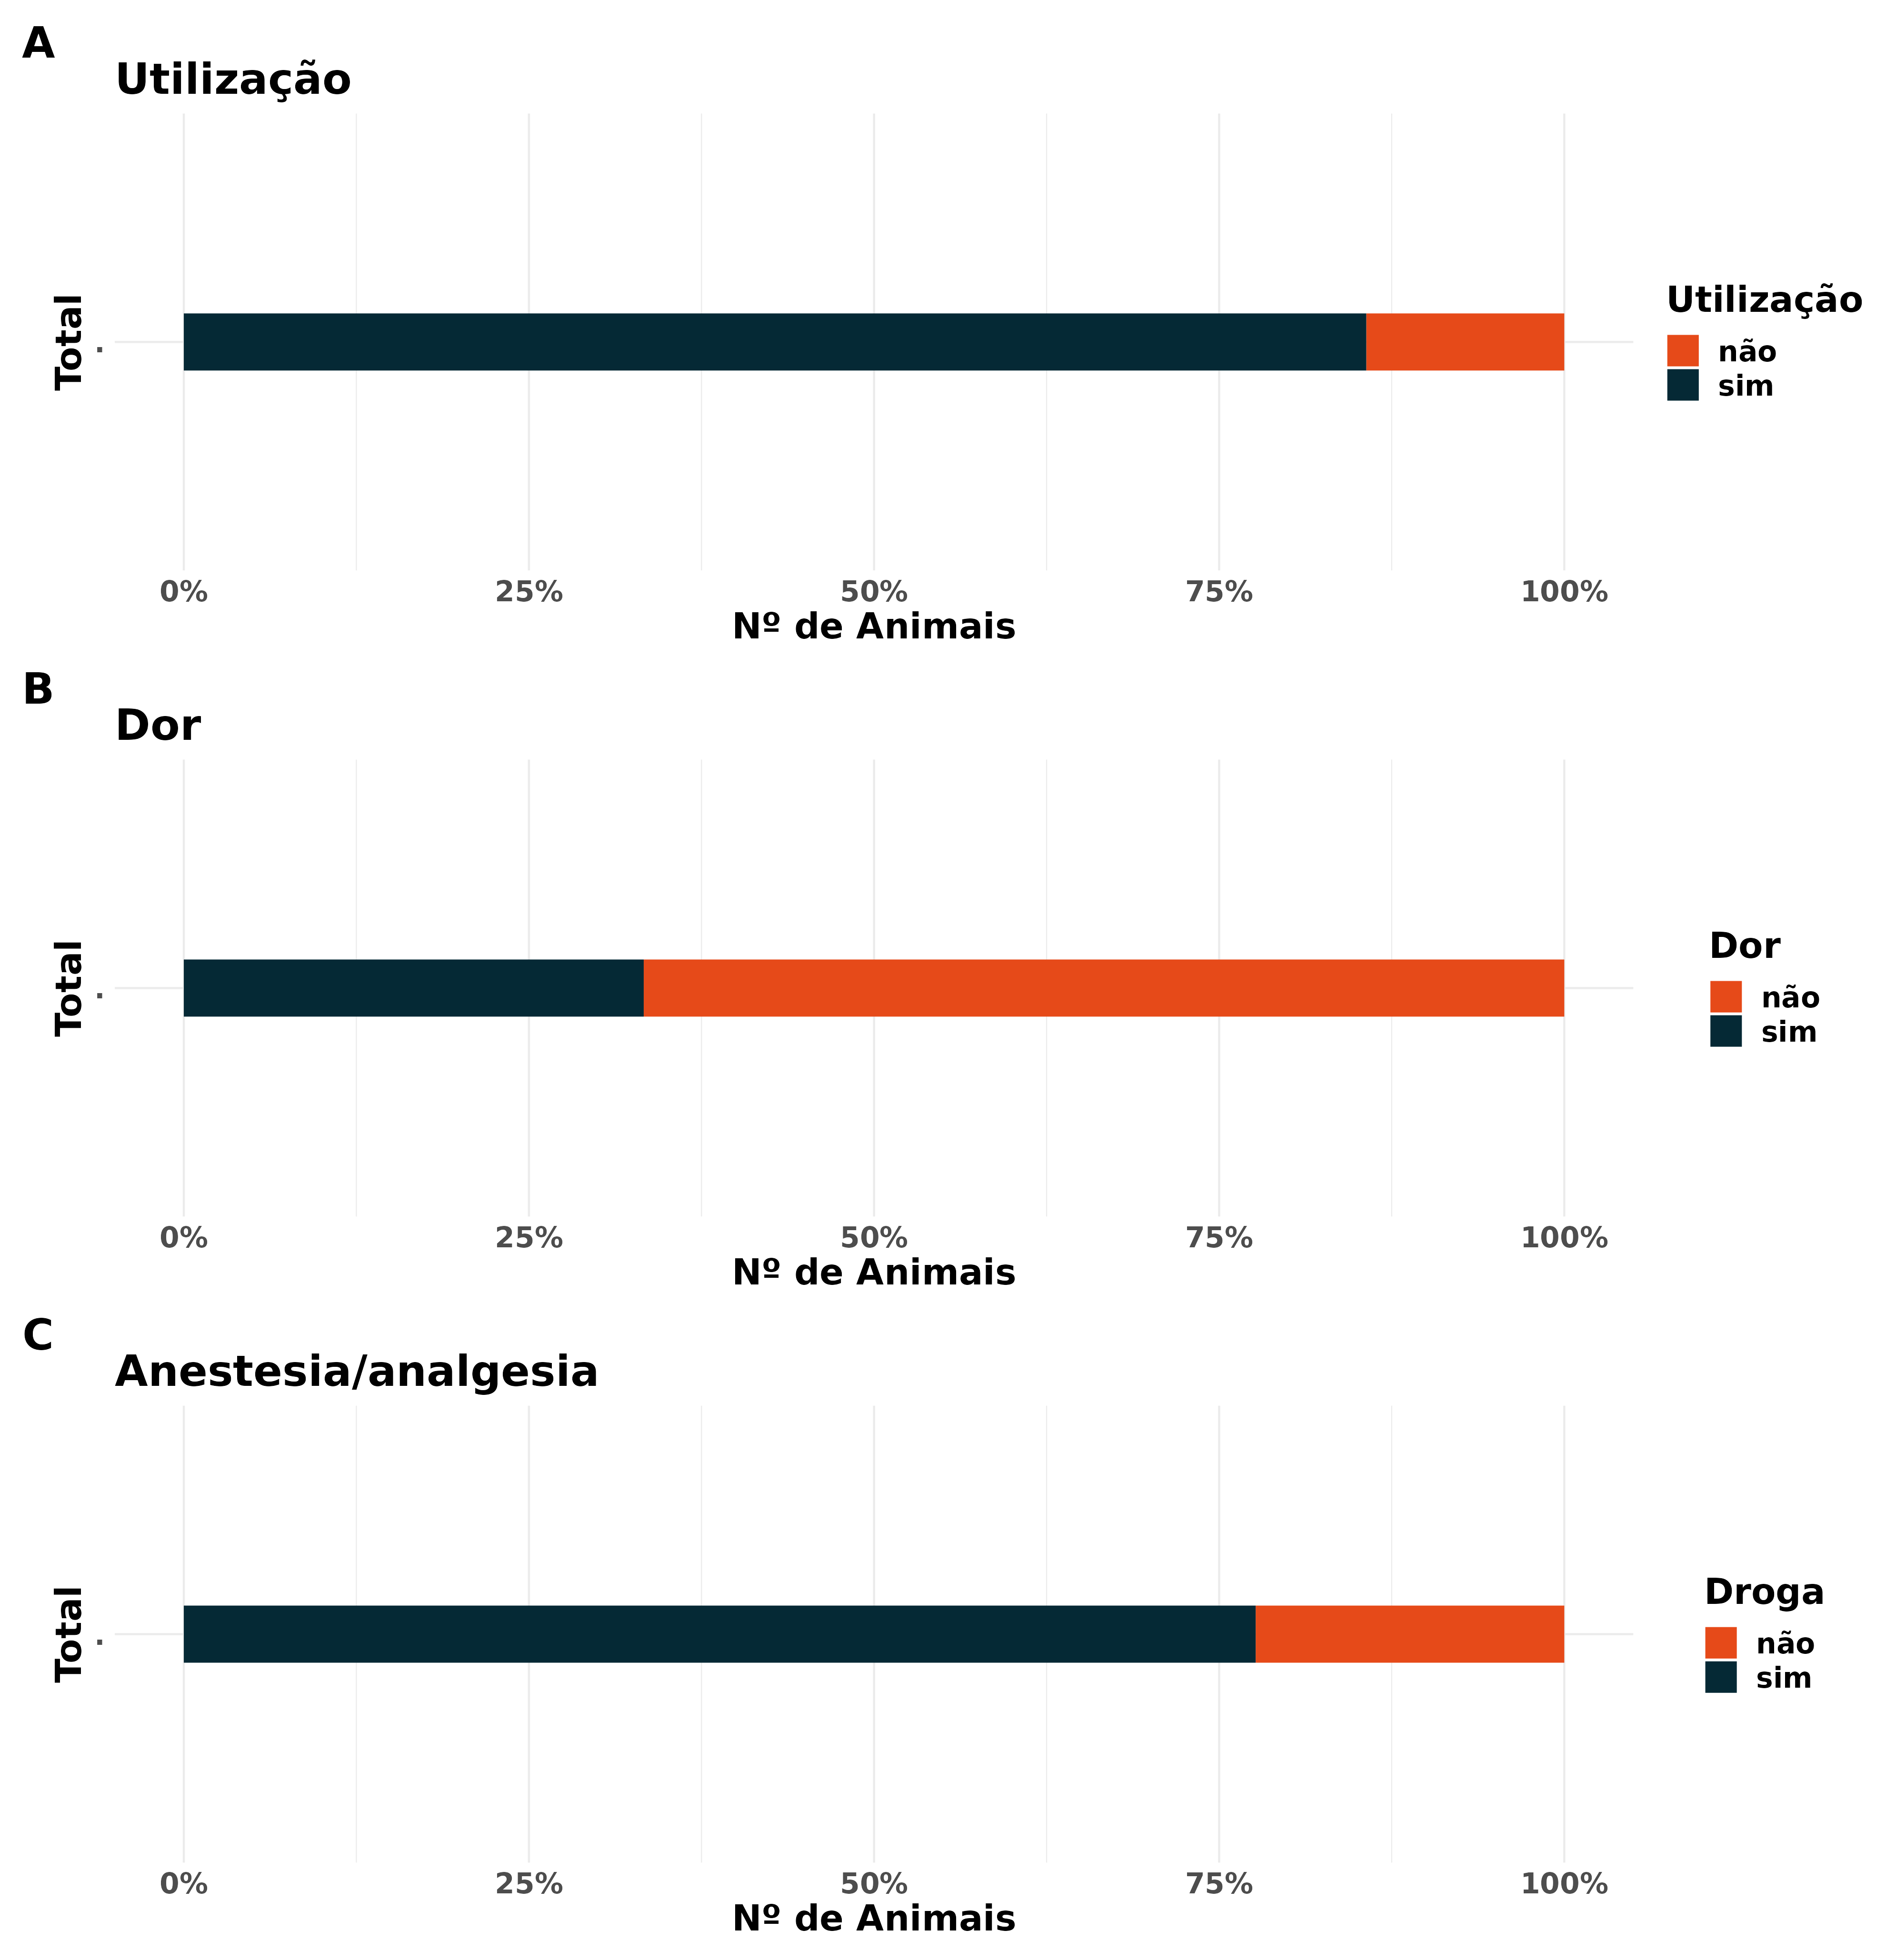 A
Utilização
Total
.
0% 25% 50% 75% 100%
Nº de Animais
Utilização
não
sim
B
Dor
Total
.
0% 25% 50% 75% 100%
Nº de Animais
Dor
não
sim
C
Anestesia/analgesia
Total
.
0% 25% 50% 75% 100%
Nº de Animais
Droga
não
sim